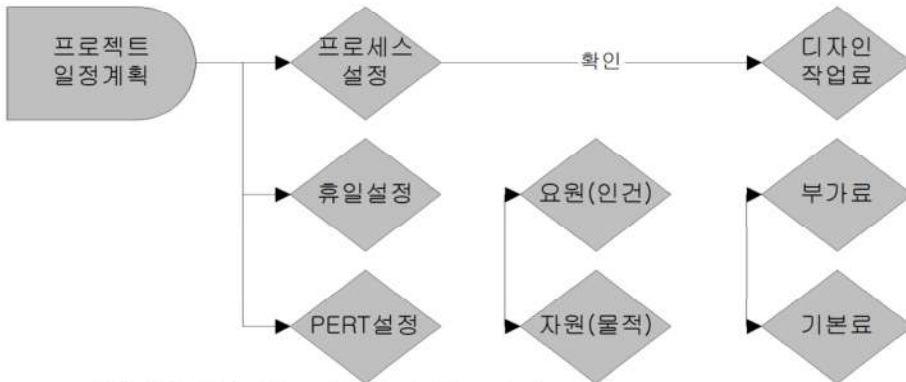 프로젝트
일정계획
프로세스
설정
확인
디자인
작업료
휴일설정
요원(인건)
부가료
PERT설정
자원(물적)
기본료